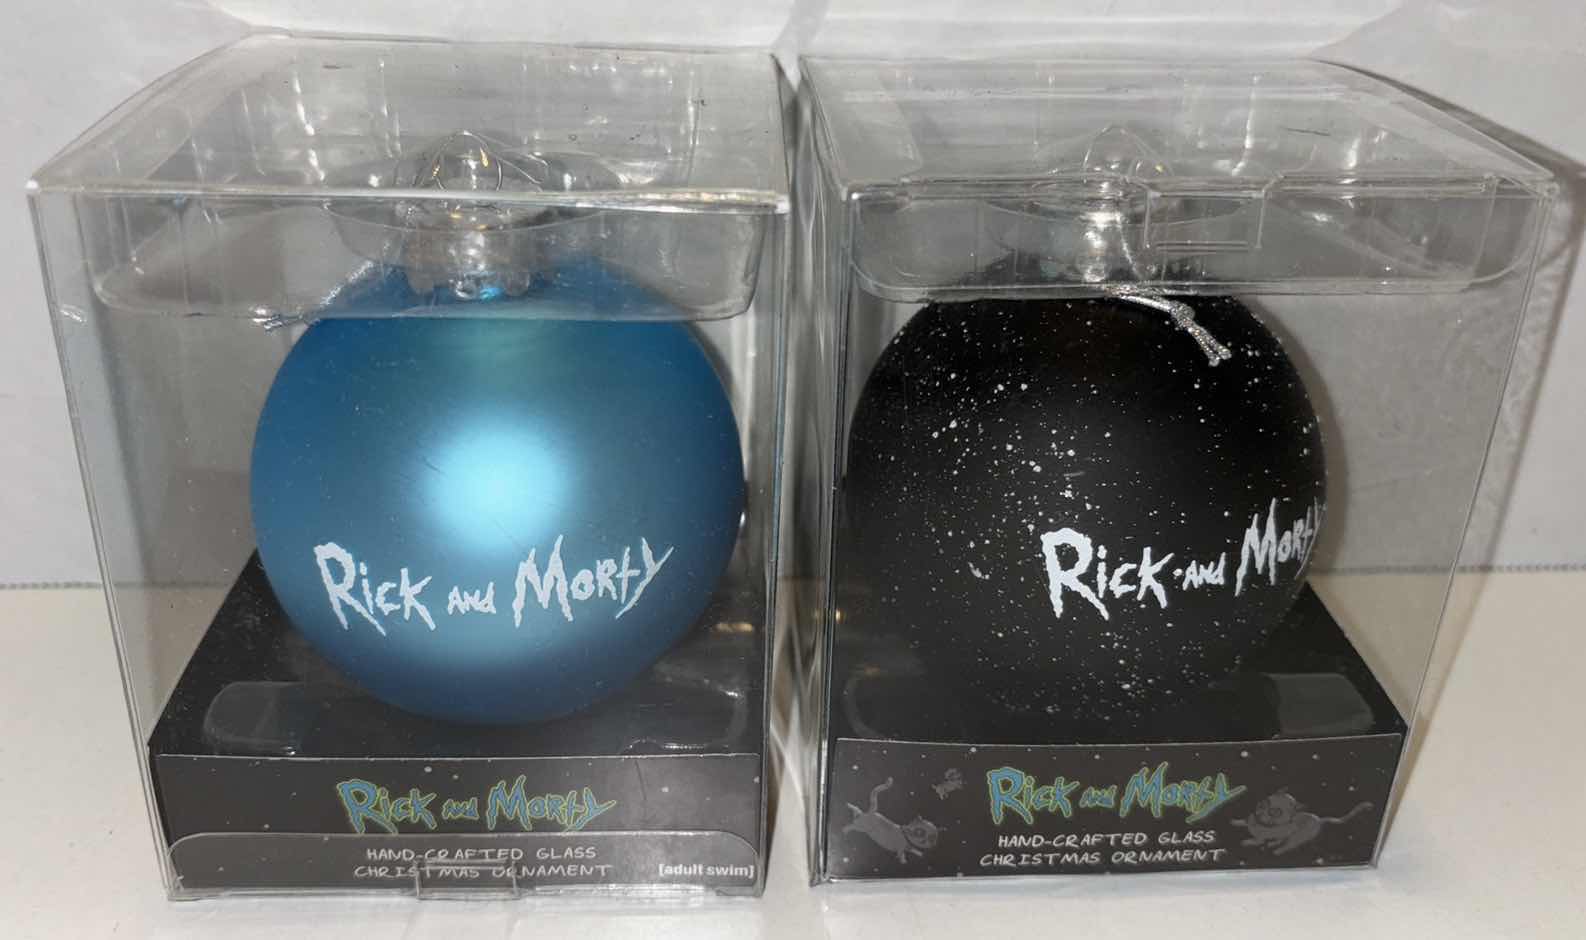 Rick and Morty
Rick and Morty
HAND-CRAFTED GLASS
CHRISTMAS ORNAMENT
[adult swim]
Rick and Morty
Rick and Morty
HAND-CRAFTED GLASS
CHRISTMAS ORNAMENT